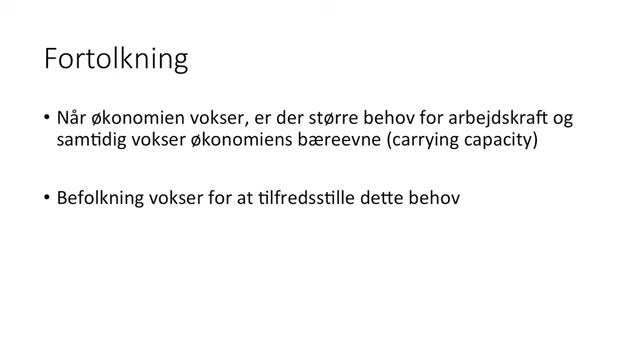 Fortolkning
• Når økonomien vokser, er der større behov for arbejdskraft og
samtidig vokser økonomiens bæreevne (carrying capacity)
• Befolkning vokser for at tilfredsstille dette behov